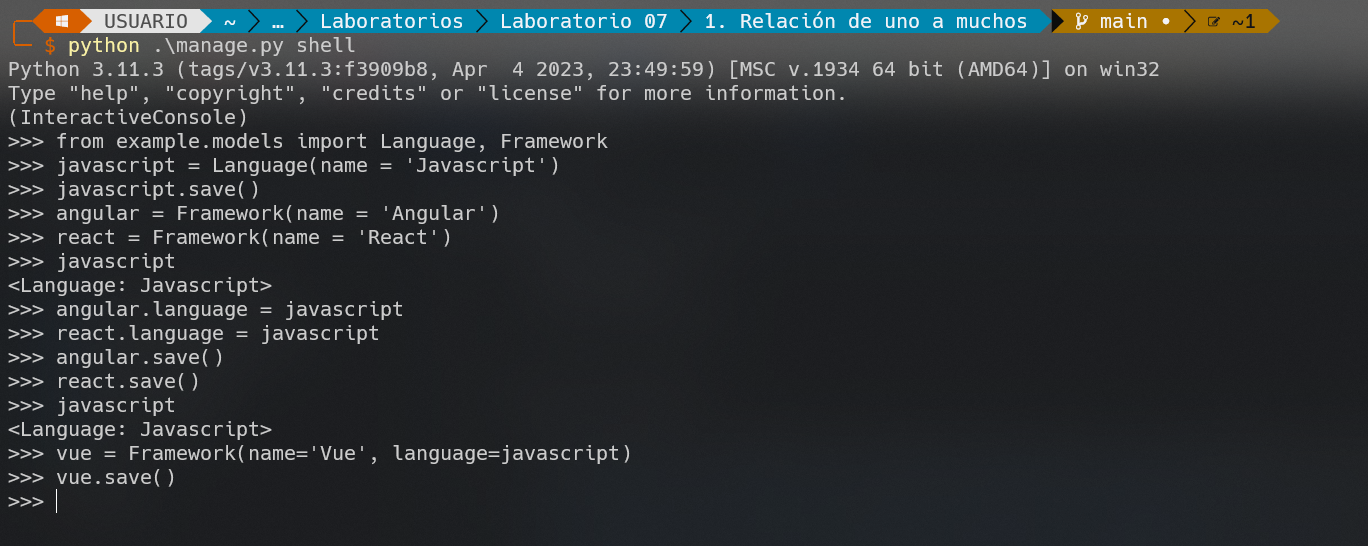 USUARIO ~ … Laboratorios Laboratorio 07 1. Relación de uno a muchos main • ~1
$ python .\manage.py shell
Python 3.11.3 (tags/v3.11.3:f3909b8, Apr  4 2023, 23:49:59) [MSC v.1934 64 bit (AMD64)] on win32
Type "help", "copyright", "credits" or "license" for more information.
(InteractiveConsole)
>>> from example.models import Language, Framework
>>> javascript = Language(name = 'Javascript')
>>> javascript.save()
>>> angular = Framework(name = 'Angular')
>>> react = Framework(name = 'React')
>>> javascript
<Language: Javascript>
>>> angular.language = javascript
>>> react.language = javascript
>>> angular.save()
>>> react.save()
>>> javascript
<Language: Javascript>
>>> vue = Framework(name='Vue', language=javascript)
>>> vue.save()
>>>